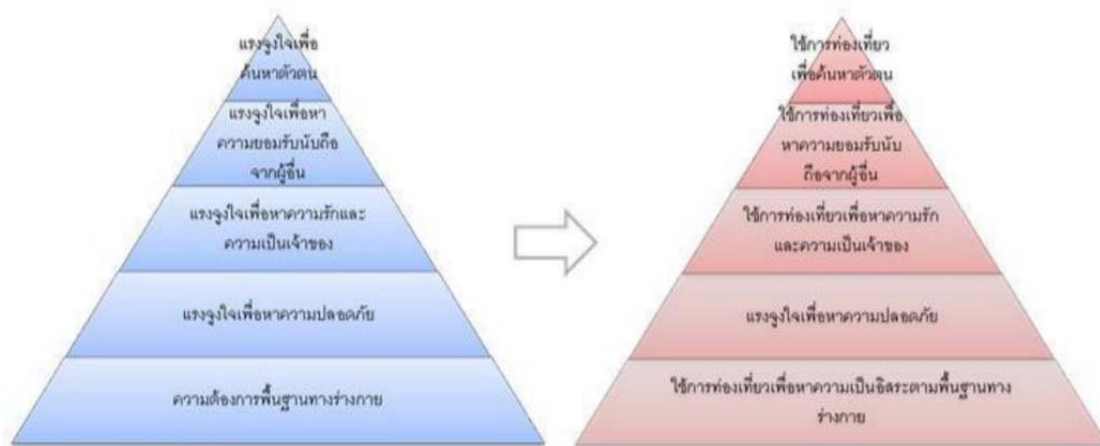 แรงจูงใจเพื่อ
ค้นหาตัวตน
แรงจูงใจเพื่อหา
ความยอมรับนับถือ
จากผู้อื่น
แรงจูงใจเพื่อหาความรักและ
ความเป็นเจ้าของ
แรงจูงใจเพื่อหาความปลอดภัย
ความต้องการพื้นฐานทางร่างกาย
ใช้การท่องเที่ยว
เพื่อค้นหาตัวตน
ใช้การท่องเที่ยวเพื่อ
หาความยอมรับนับ
ถือจากผู้อื่น
ใช้การท่องเที่ยวเพื่อหาความรัก
และความเป็นเจ้าของ
แรงจูงใจเพื่อหาความปลอดภัย
ใช้การท่องเที่ยวเพื่อหาความเป็นอิสระตามพื้นฐานทาง
ร่างกาย